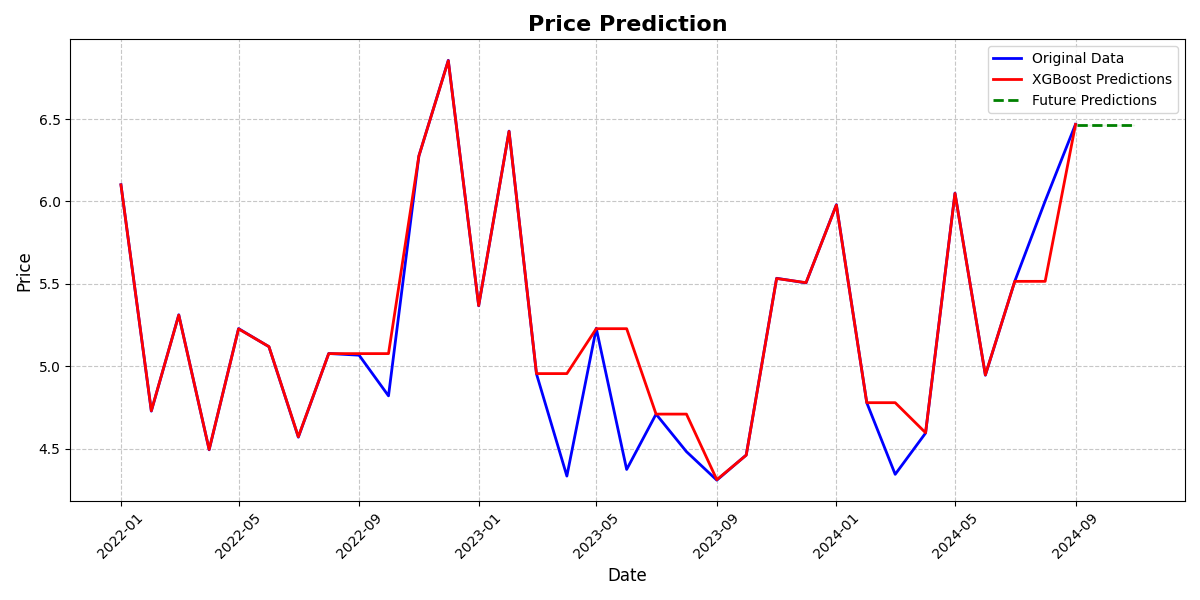 Price Prediction
Original Data
XGBoost Predictions
Future Predictions
Price
6.5
6.0
5.5
5.0
4.5
2022-01
2022-05
2022-09
2023-01
2023-05
2023-09
2024-01
2024-05
2024-09
Date